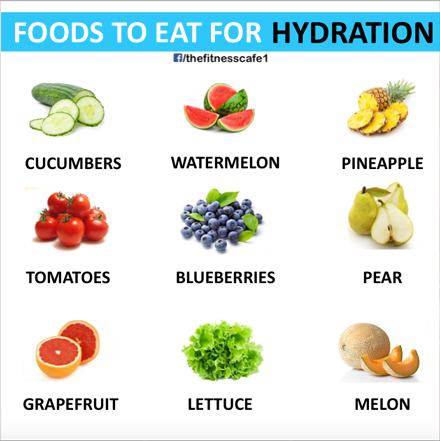 FOODS TO EAT FOR HYDRATION
f/thefitnesscafe1
CUCUMBERS WATERMELON PINEAPPLE
TOMATOES BLUEBERRIES PEAR
GRAPEFRUIT LETTUCE MELON